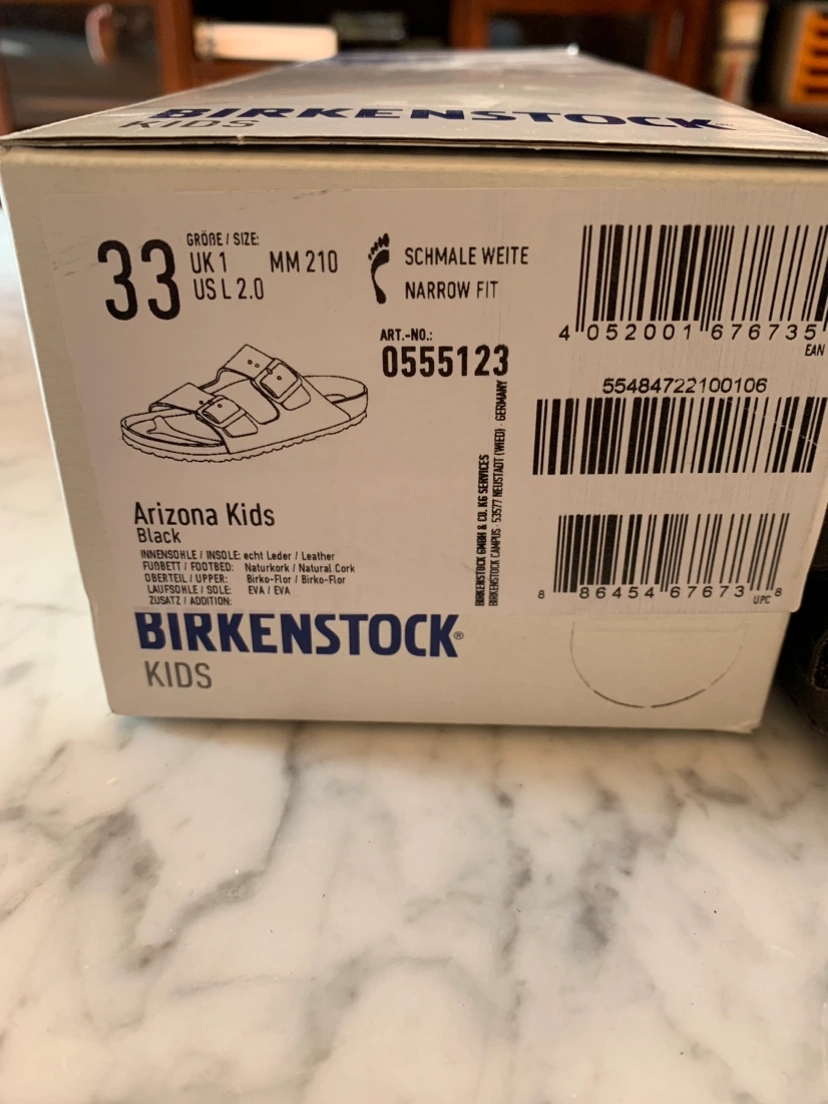 BIRKENSTOCK
KIDS
33
GRÖßE / SIZE:
UK 1 MM 210
US L 2.0
SCHMALE WEITE
NARROW FIT
ART.-NO.:
0555123
4 052001 676735
EAN
55484722100106
BIRKENSTOCK GMBH & CO. KG SERVICES
BIRKENSTOCK CAMPUS · 53577 NEUSTADT (WIED) · GERMANY
Arizona Kids
Black
INNENSOHLE / INSOLE: echt Leder / Leather
FUßBETT / FOOTBED: Naturkork / Natural Cork
OBERTEIL / UPPER: Birko-Flor / Birko-Flor
LAUFSOHLE / SOLE: EVA / EVA
ZUSATZ / ADDITION:
8 86454 67673 8
UPC
BIRKENSTOCK®
KIDS